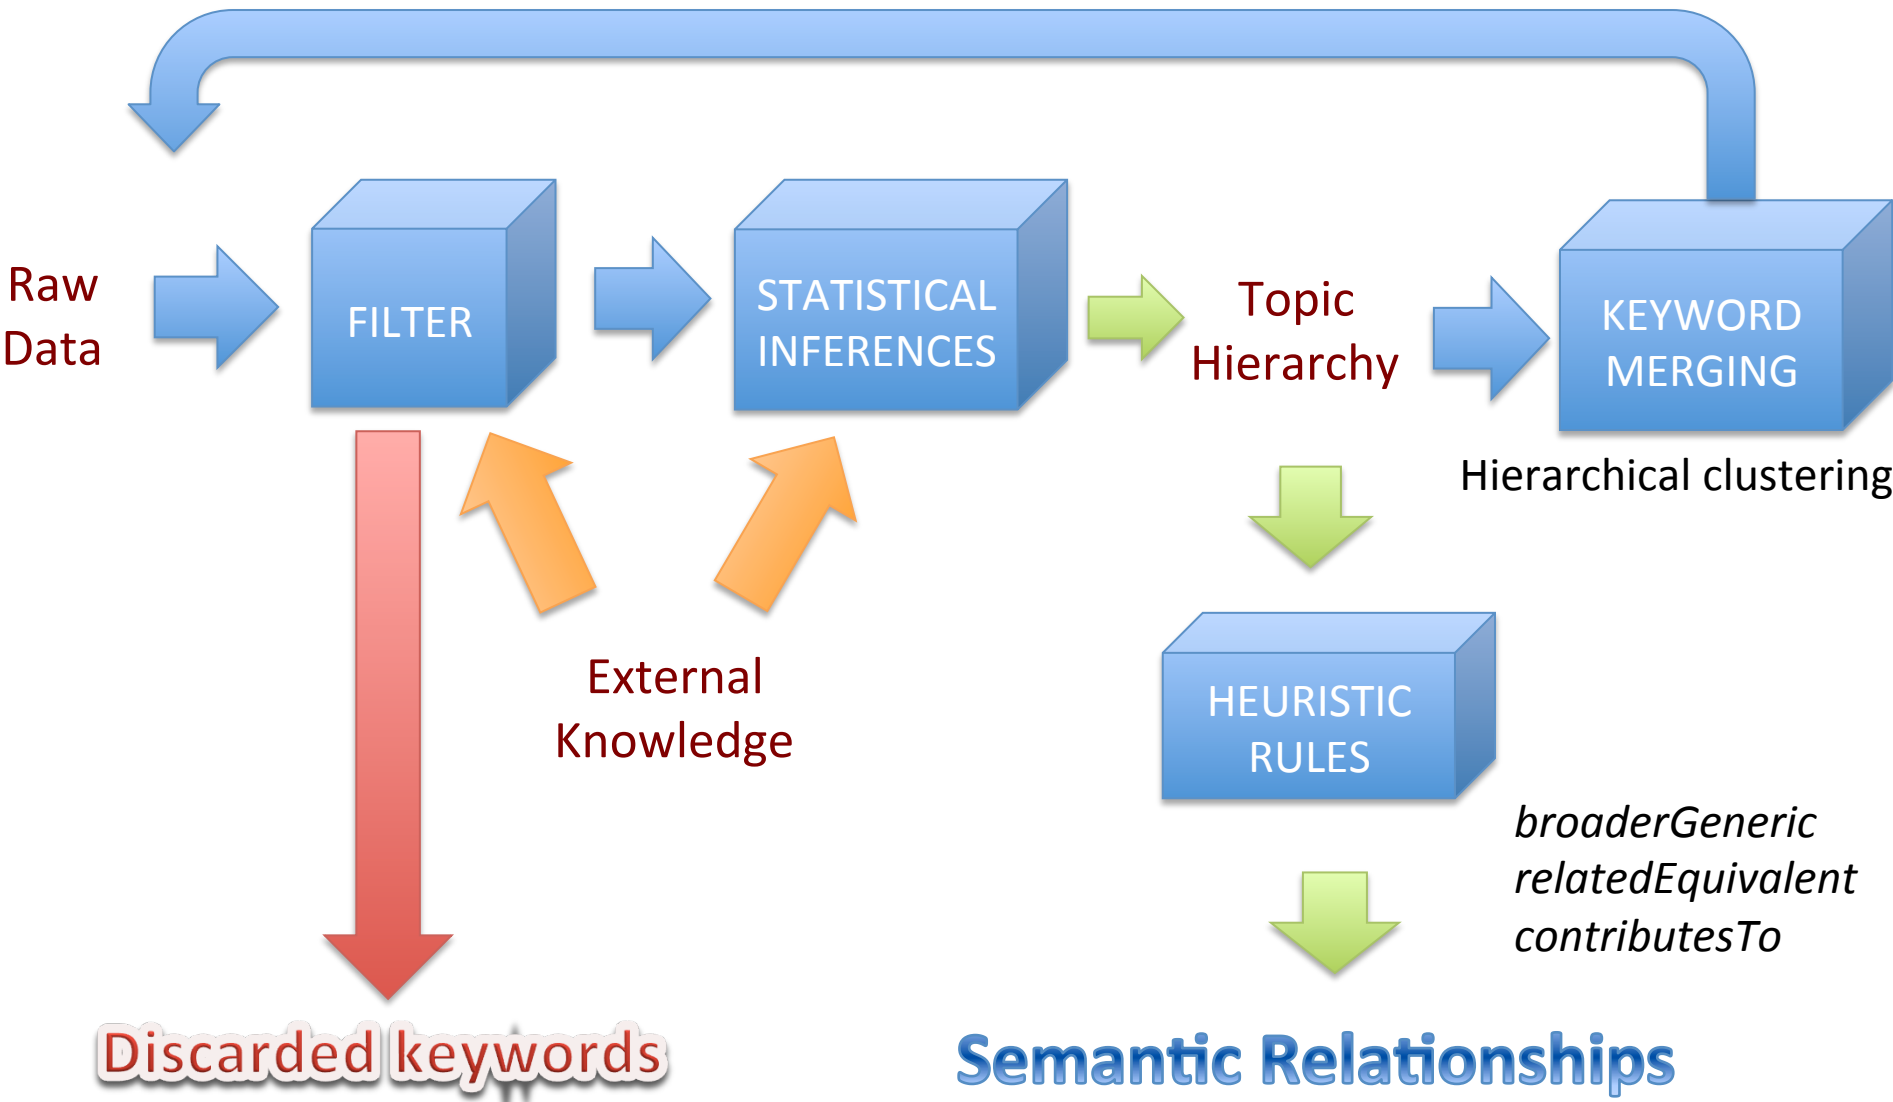 Raw
Data
FILTER
STATISTICAL
INFERENCES
Topic
Hierarchy
KEYWORD
MERGING
Hierarchical clustering
External
Knowledge
HEURISTIC
RULES
broaderGeneric
relatedEquivalent
contributesTo
Discarded keywords
Semantic Relationships